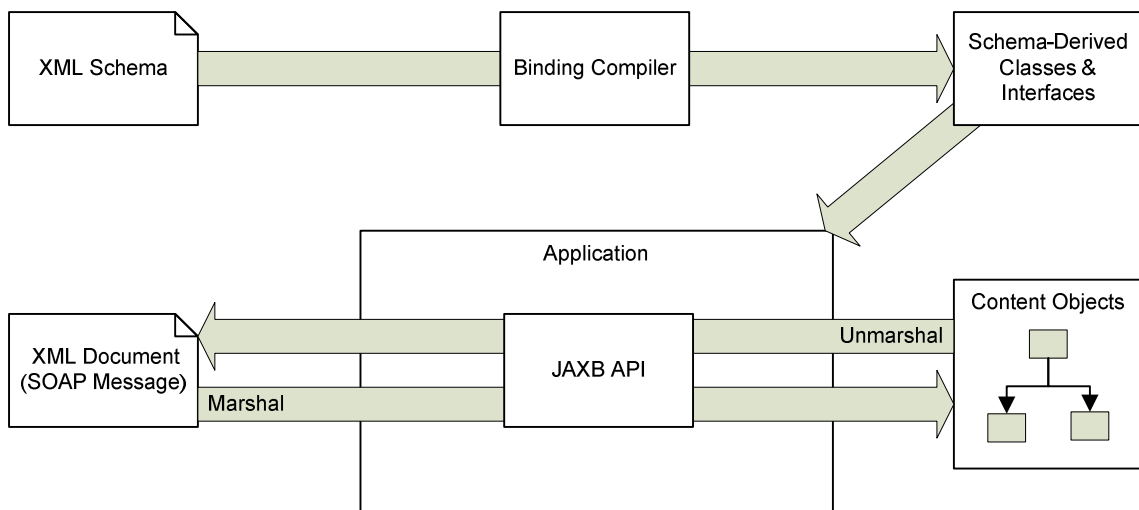 XML Schema
Binding Compiler
Schema-Derived
Classes &
Interfaces
Application
Content Objects
XML Document
(SOAP Message)
JAXB API
Unmarshal
Marshal